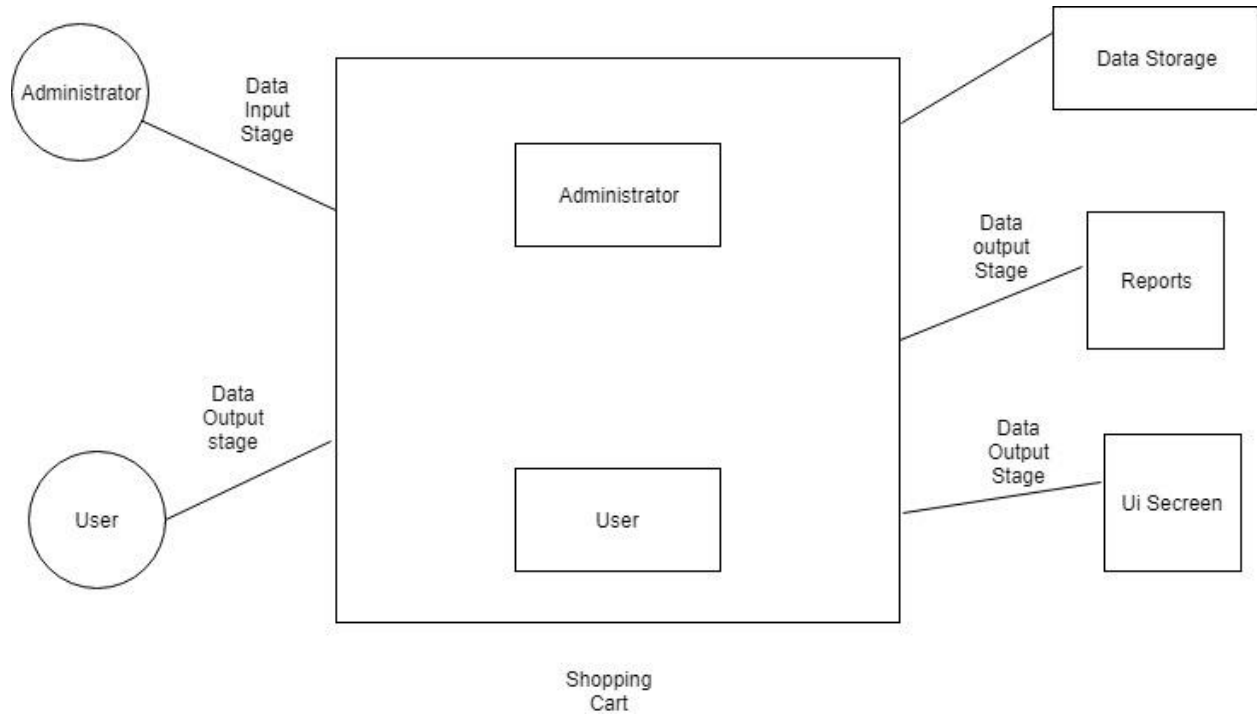 Administrator
Data
Input
Stage
Administrator
Data Storage
Data
output
Stage
Reports
Data
Output
stage
User
User
Data
Output
Stage
Ui Secreen
Shopping
Cart